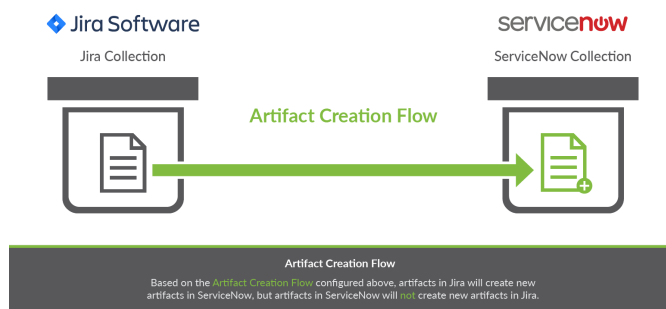 Jira Software
servicenow
Jira Collection
ServiceNow Collection
Artifact Creation Flow
Artifact Creation Flow
Based on the Artifact Creation Flow configured above, artifacts in Jira will create new
artifacts in ServiceNow, but artifacts in ServiceNow will not create new artifacts in Jira.